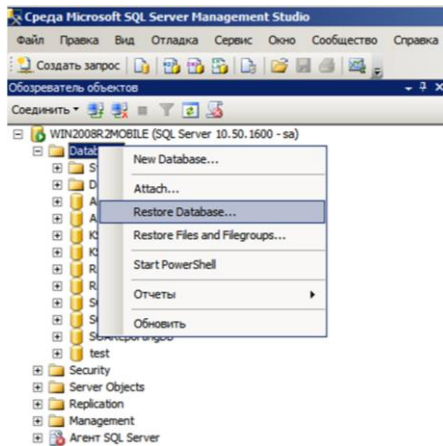 Среда Microsoft SQL Server Management Studio
Файл Правка Вид Отладка Сервис Окно Сообщество Справка
Создать запрос
Обозреватель объектов
Соединить
WIN2008R2MOBILE (SQL Server 10.50.1600 - sa)
New Database...
Attach...
Restore Database...
Restore Files and Filegroups...
Start PowerShell
Отчеты
Обновить
test
Security
Server Objects
Replication
Management
Агент SQL Server